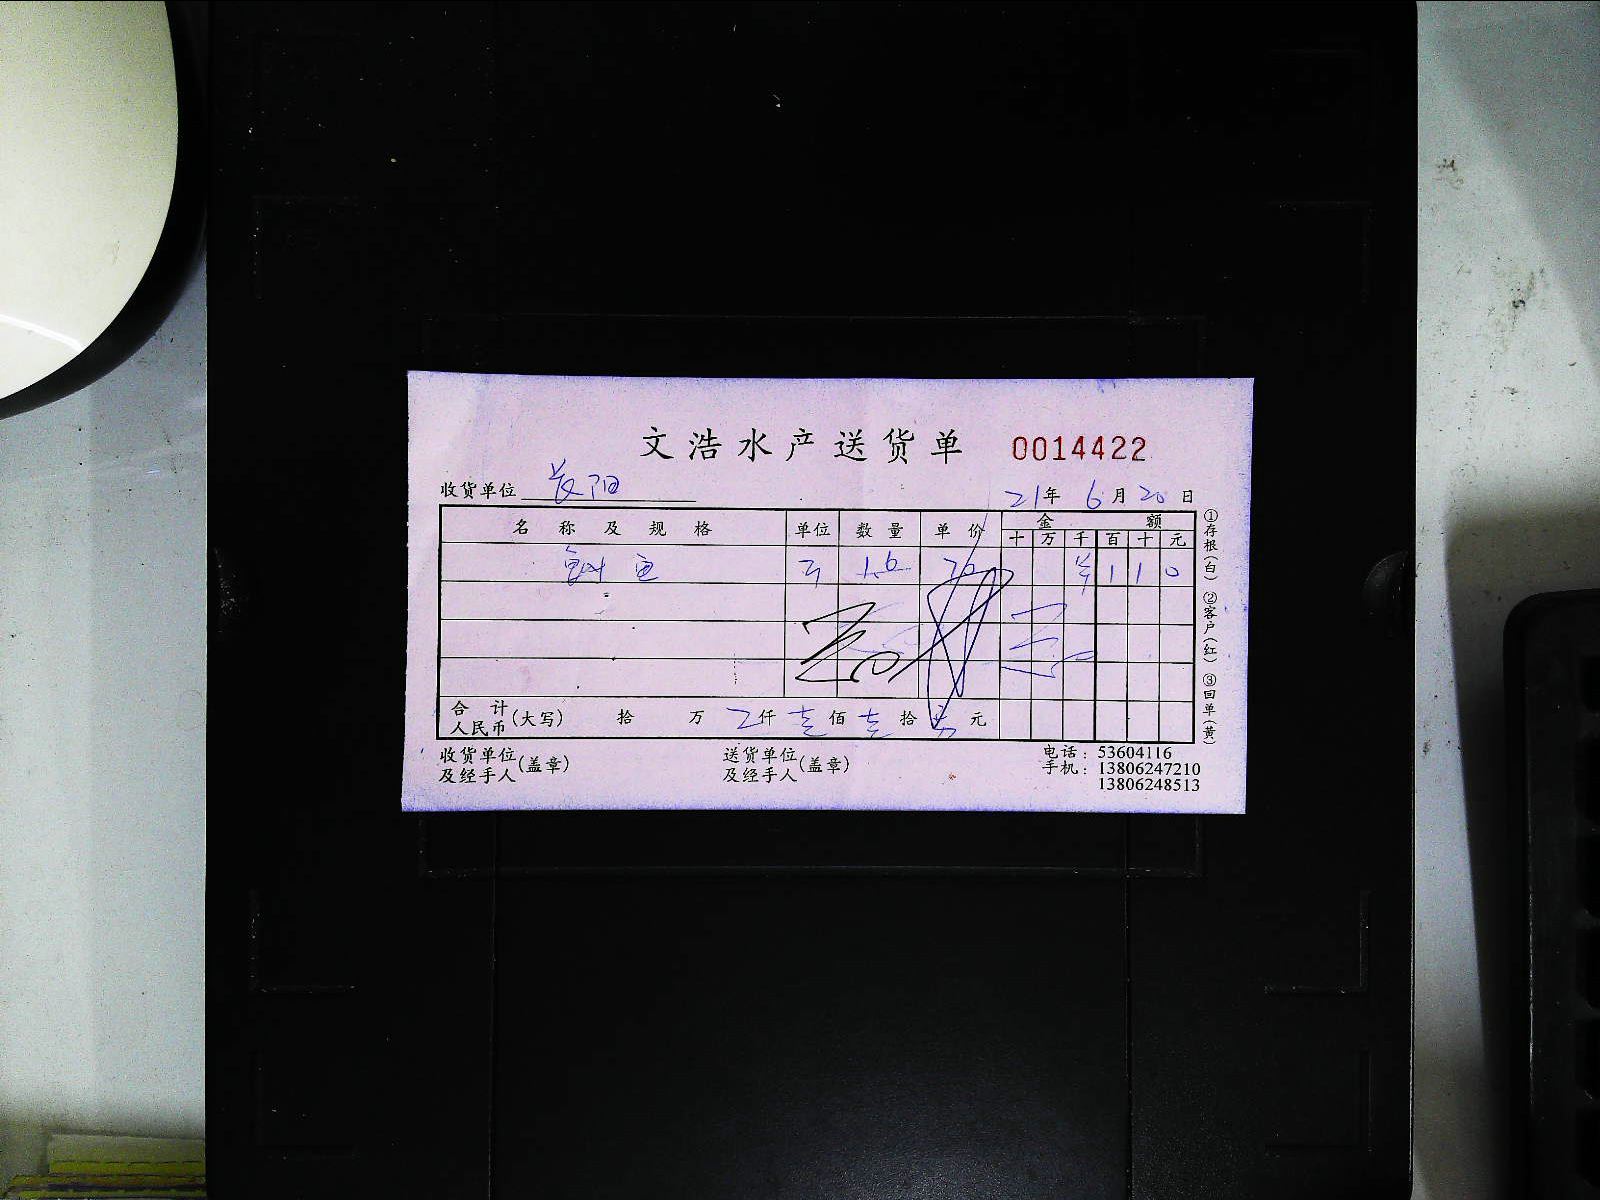 文浩水产送货单 0014422
收货单位 长阳 21年 6月 20日
名称及规格 单位 数量 单价 金额
十 万 千 百 十 元
鱼 1 1 0
合计人民币(大写) 拾 万 仟 壹佰 壹拾 元
收货单位及经手人(盖章) 送货单位及经手人(盖章)
电话：53604116
手机：13806247210
13806248513
①存根(白) ②客户(红) ③回单(黄)